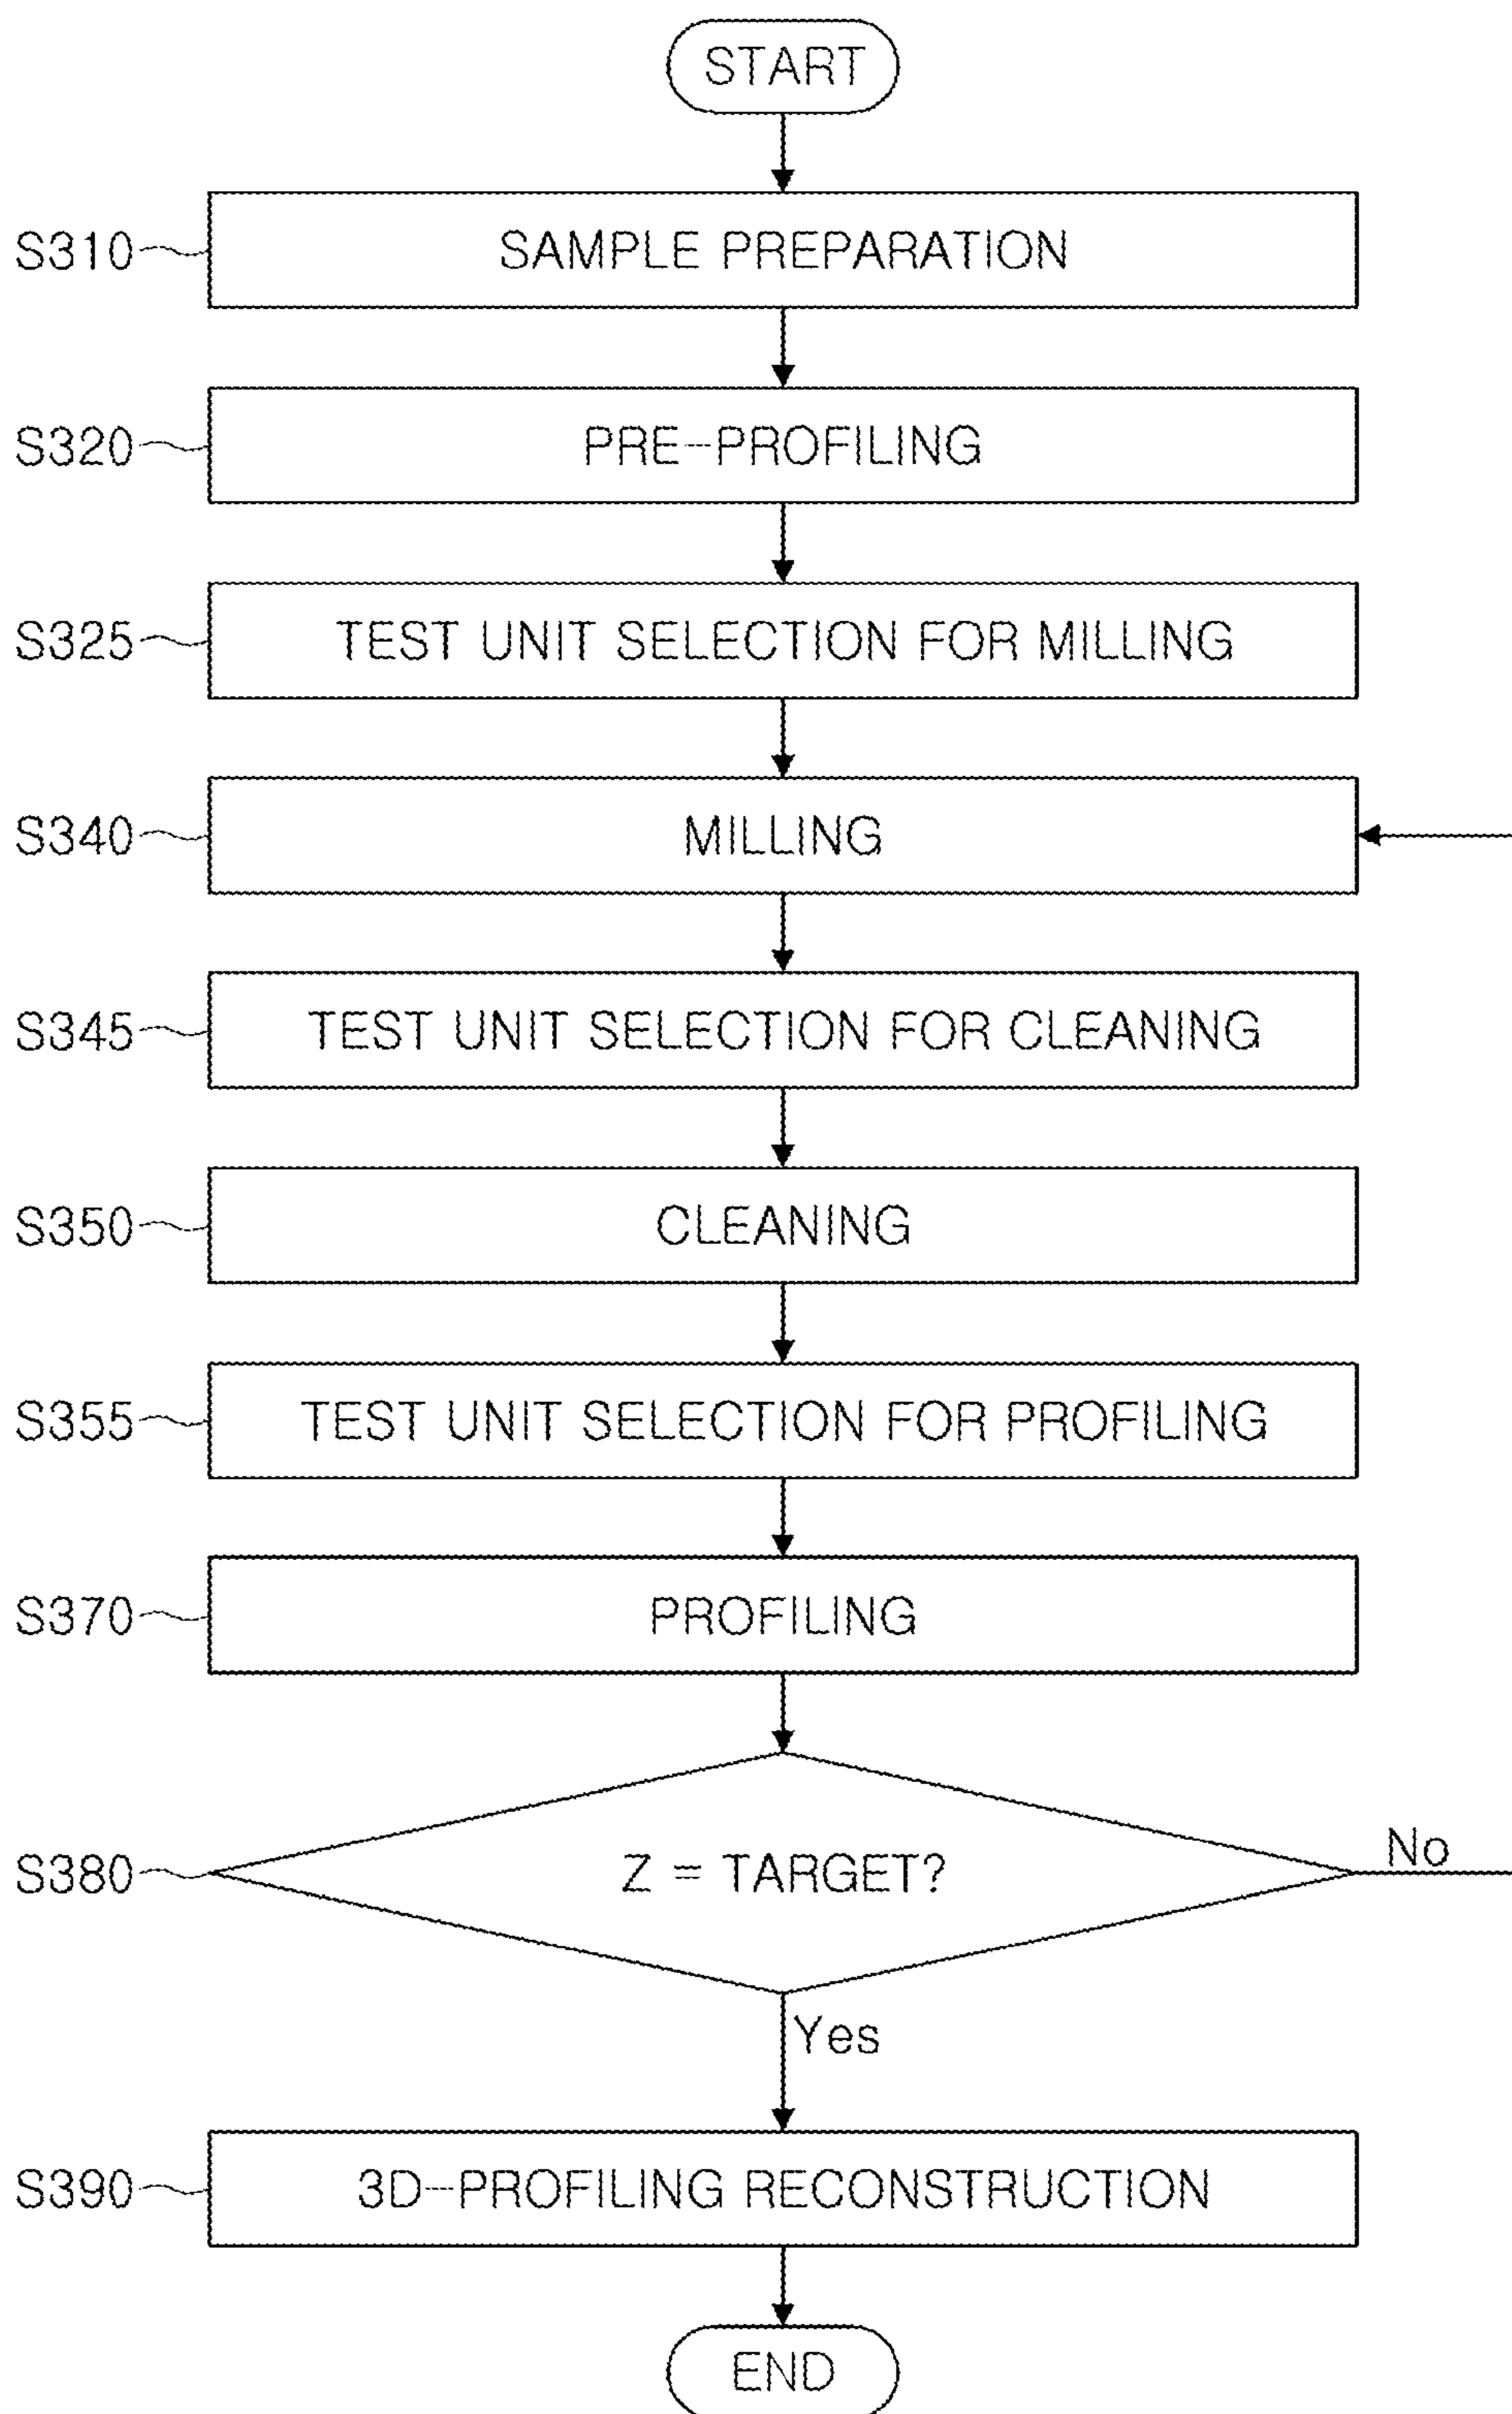 START
S310 SAMPLE PREPARATION
S320 PRE-PROFILING
S325 TEST UNIT SELECTION FOR MILLING
S340 MILLING
S345 TEST UNIT SELECTION FOR CLEANING
S350 CLEANING
S355 TEST UNIT SELECTION FOR PROFILING
S370 PROFILING
S380 Z = TARGET? No
Yes
S390 3D-PROFILING RECONSTRUCTION
END